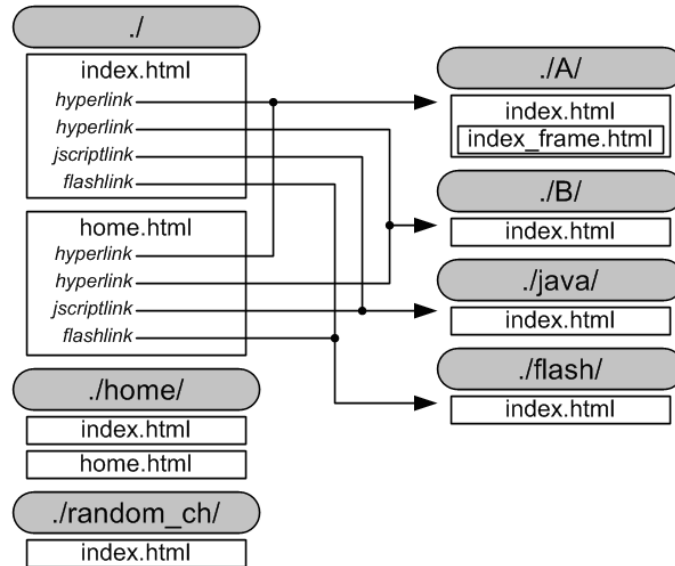 ./
index.html
hyperlink
hyperlink
jscriptlink
flashlink
home.html
hyperlink
hyperlink
jscriptlink
flashlink
./home/
index.html
home.html
./random_ch/
index.html
./A/
index.html
index_frame.html
./B/
index.html
./java/
index.html
./flash/
index.html